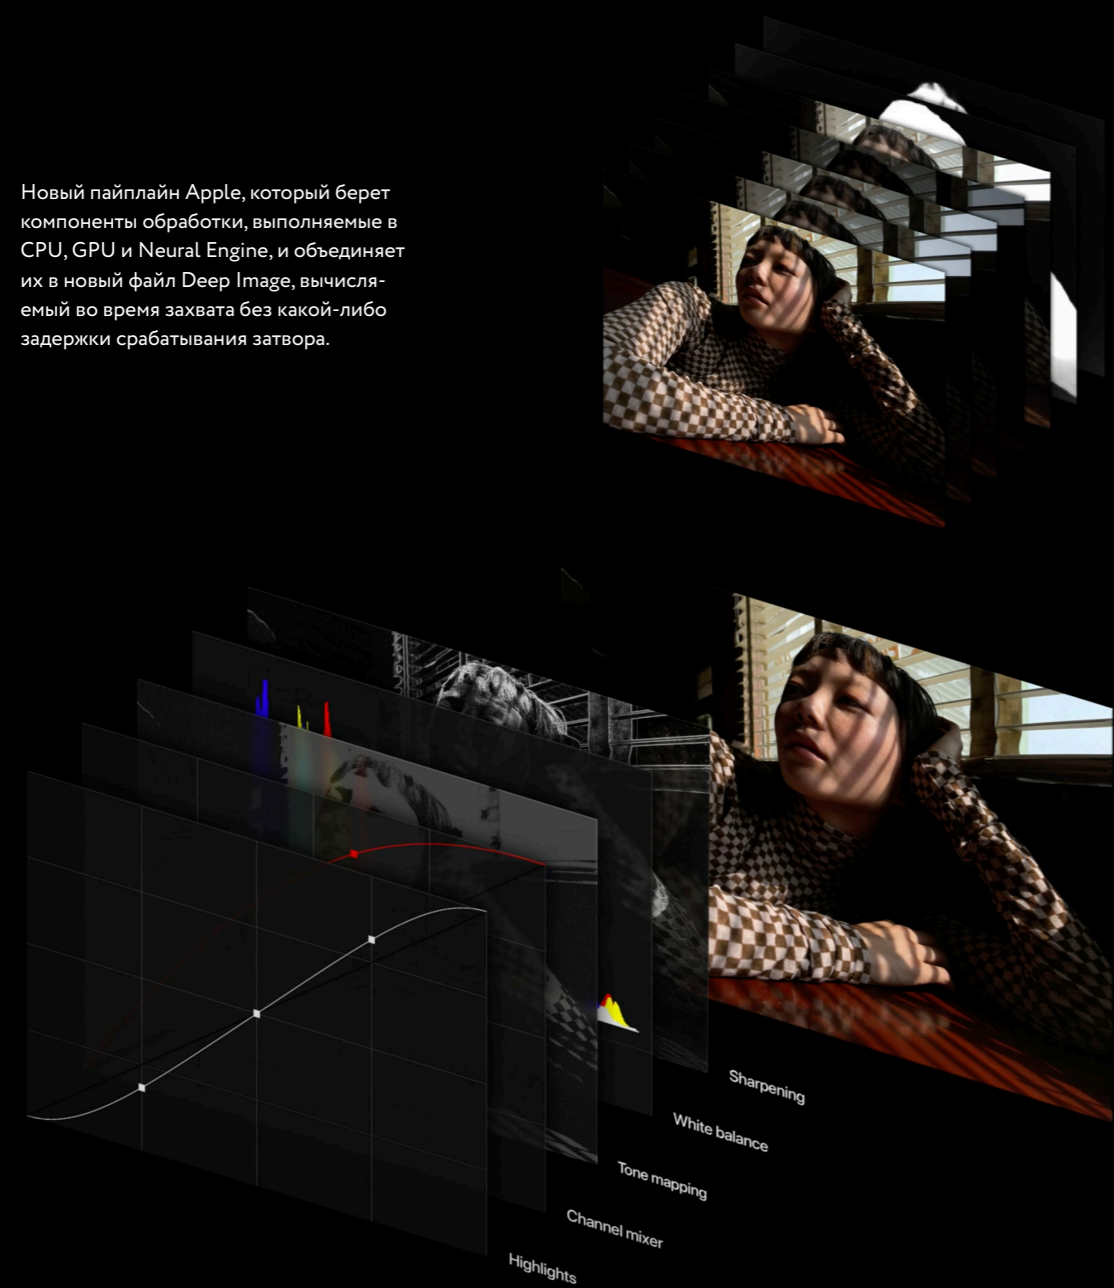 Новый пайплайн Apple, который берет
компоненты обработки, выполняемые в
CPU, GPU и Neural Engine, и объединяет
их в новый файл Deep Image, вычисля-
емый во время захвата без какой-либо
задержки срабатывания затвора.
Sharpening
White balance
Tone mapping
Channel mixer
Highlights